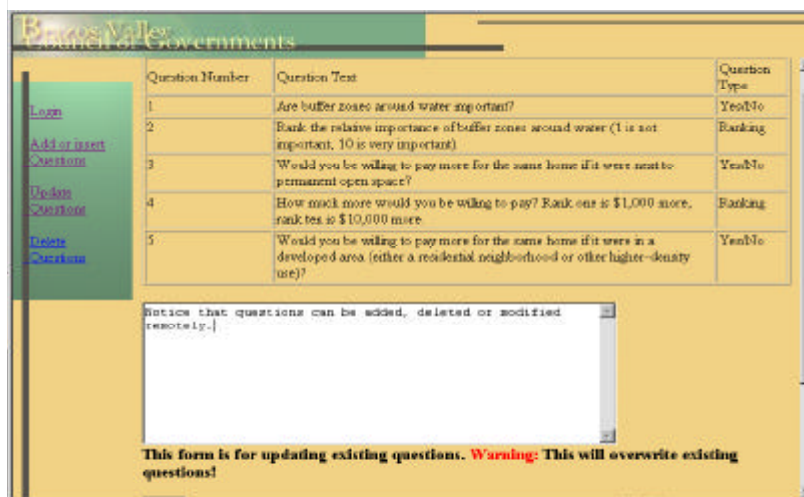 Brazos Valley
Council of Governments
Question Number Question Text Question
Type
1 Are buffer zones around water important? Yes/No
2 Rank the relative importance of buffer zones around water (1 is not Ranking
important, 10 is very important)
3 Would you be willing to pay more for the same home if it were next to Yes/No
permanent open space?
4 How much more would you be willing to pay? Rank one is $1,000 more, Ranking
rank ten is $10,000 more.
5 Would you be willing to pay more for the same home if it were in a Yes/No
developed area (either a residential neighborhood or other higher-density
use)?
Login
Add or insert
Questions
Update
Questions
Delete
Questions
Notice that questions can be added, deleted or modified
remotely.
This form is for updating existing questions. Warning: This will overwrite existing
questions!